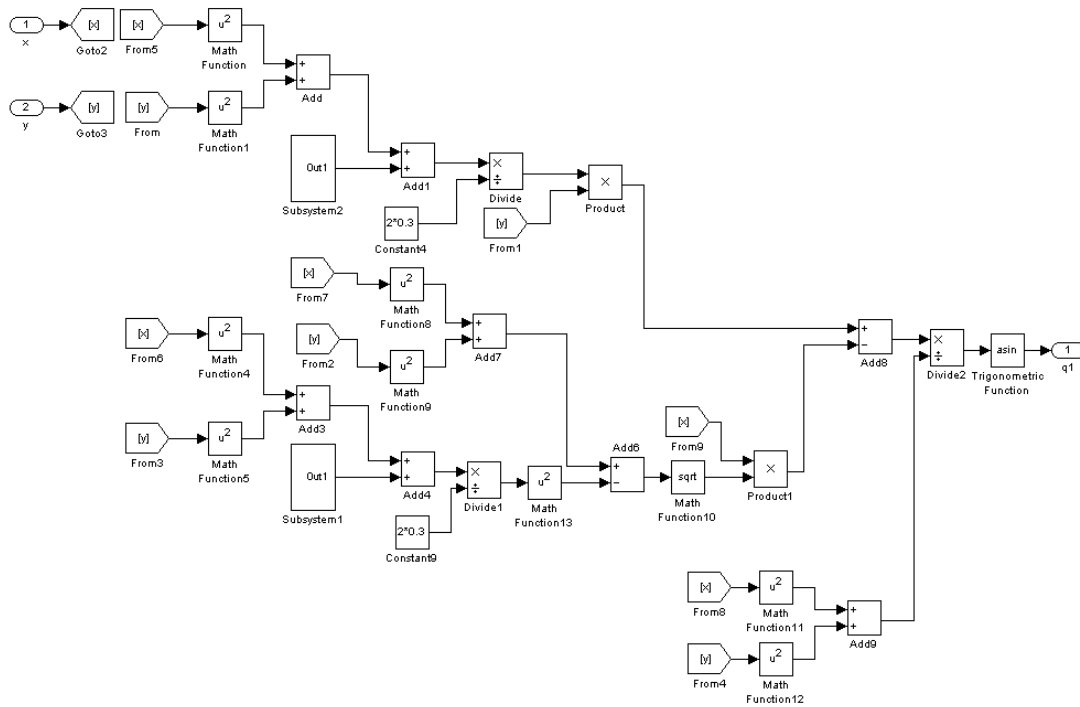 1
x
[x]
Goto2
[x]
From5
u²
Math
Function
+
+
Add
2
y
[y]
Goto3
[y]
From
u²
Math
Function1
Out1
Subsystem2
+
+
Add1
2*0.3
Constant4
×
÷
Divide
[y]
From1
×
Product
[x]
From7
u²
Math
Function8
[y]
From2
u²
Math
Function9
+
+
Add7
[x]
From6
u²
Math
Function4
[y]
From3
u²
Math
Function5
+
+
Add3
Out1
Subsystem1
+
+
Add4
2*0.3
Constant9
×
÷
Divide1
u²
Math
Function13
Add6
+
−
sqrt
Math
Function10
[x]
From9
×
Product1
+
−
Add8
×
÷
Divide2
asin
Trigonometric
Function
1
q1
[x]
From8
u²
Math
Function11
[y]
From4
u²
Math
Function12
+
+
Add9